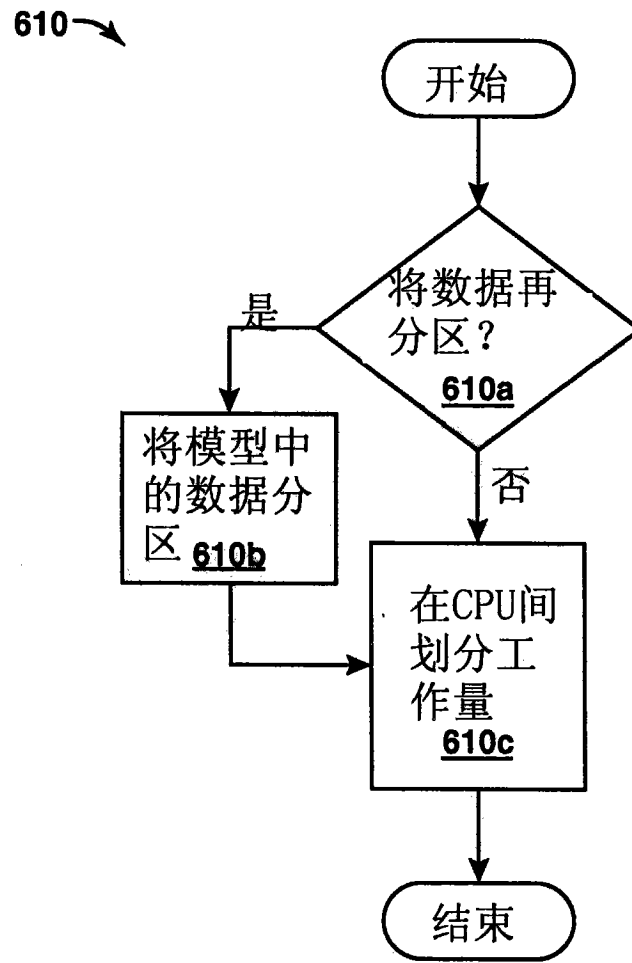 610
开始
将数据再
分区？
610a
是
将模型中
的数据分
区 610b
否
在CPU间
划分工
作量
610c
结束